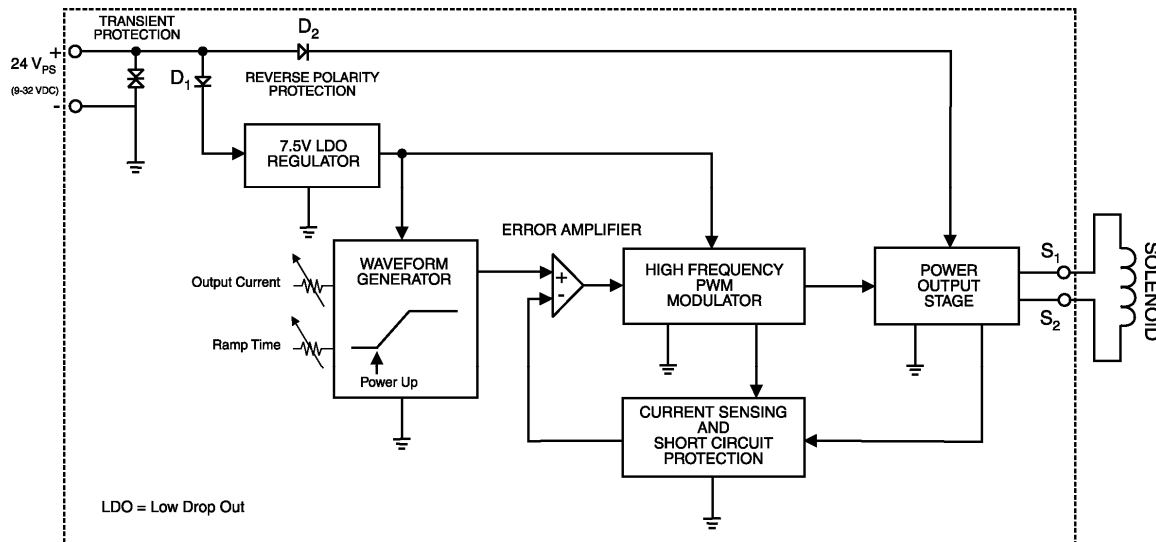 TRANSIENT
PROTECTION
D2
+
24 VPS
(9-32 VDC)
-
D1
REVERSE POLARITY
PROTECTION
7.5V LDO
REGULATOR
ERROR AMPLIFIER
WAVEFORM
GENERATOR
Output Current
Ramp Time
Power Up
+
-
HIGH FREQUENCY
PWM
MODULATOR
POWER
OUTPUT
STAGE
S1
S2
SOLENOID
CURRENT SENSING
AND
SHORT CIRCUIT
PROTECTION
LDO = Low Drop Out